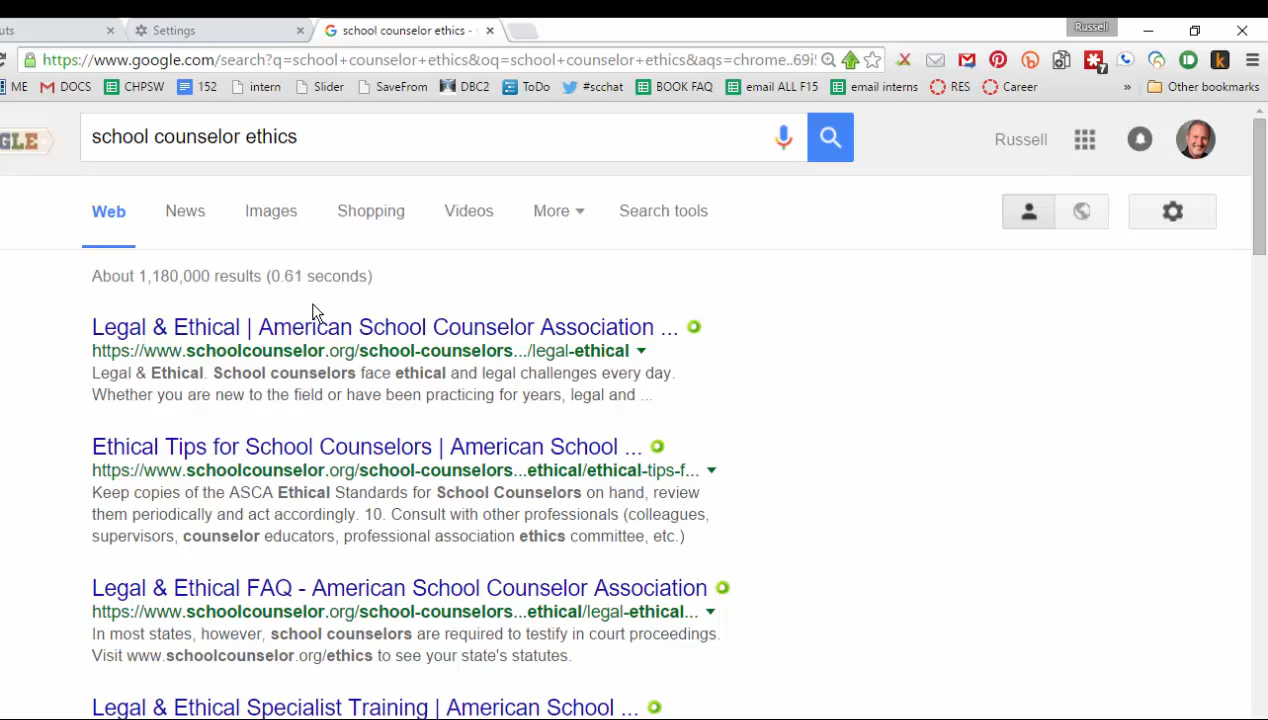 Russell
uts
Settings
school counselor ethics -
https://www.google.com/search?q=school+counselor+ethics&oq=school+counselor+ethics&aqs=chrome..69i!
7
ME
DOCS
CHPSW
152
intern
Slider
SaveFrom
DBC2
ToDo
#scchat
BOOK FAQ
email ALL F15
email interns
RES
Career
»
Other bookmarks
GLE
school counselor ethics
Russell
Web
News
Images
Shopping
Videos
More
Search tools
About 1,180,000 results (0.61 seconds)
Legal & Ethical | American School Counselor Association ...
https://www.schoolcounselor.org/school-counselors.../legal-ethical
Legal & Ethical. School counselors face ethical and legal challenges every day.
Whether you are new to the field or have been practicing for years, legal and ...
Ethical Tips for School Counselors | American School ...
https://www.schoolcounselor.org/school-counselors...ethical/ethical-tips-f...
Keep copies of the ASCA Ethical Standards for School Counselors on hand, review
them periodically and act accordingly. 10. Consult with other professionals (colleagues,
supervisors, counselor educators, professional association ethics committee, etc.)
Legal & Ethical FAQ - American School Counselor Association
https://www.schoolcounselor.org/school-counselors...ethical/legal-ethical...
In most states, however, school counselors are required to testify in court proceedings.
Visit www.schoolcounselor.org/ethics to see your state's statutes.
Legal & Ethical Specialist Training | American School ...